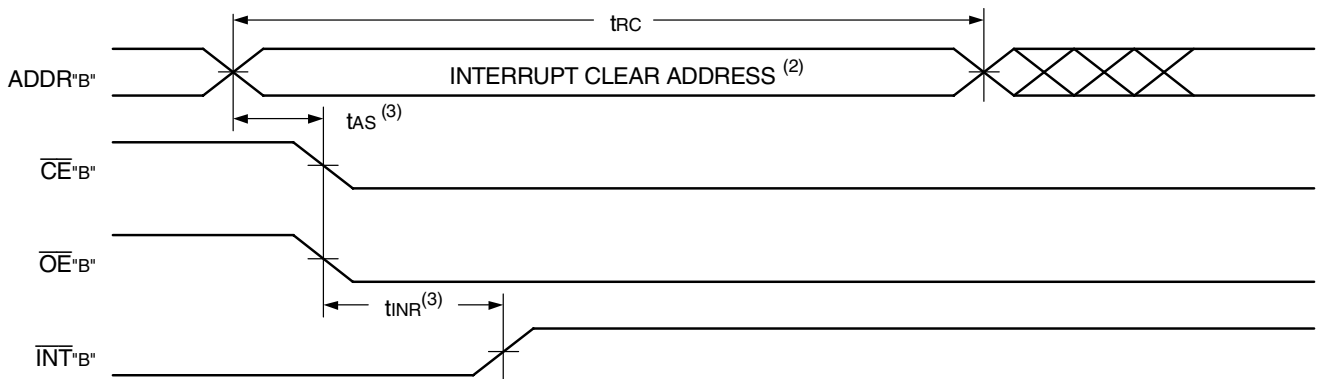 tRC
ADDR"B"
INTERRUPT CLEAR ADDRESS (2)
tAS (3)
CE"B"
OE"B"
tINR(3)
INT"B"